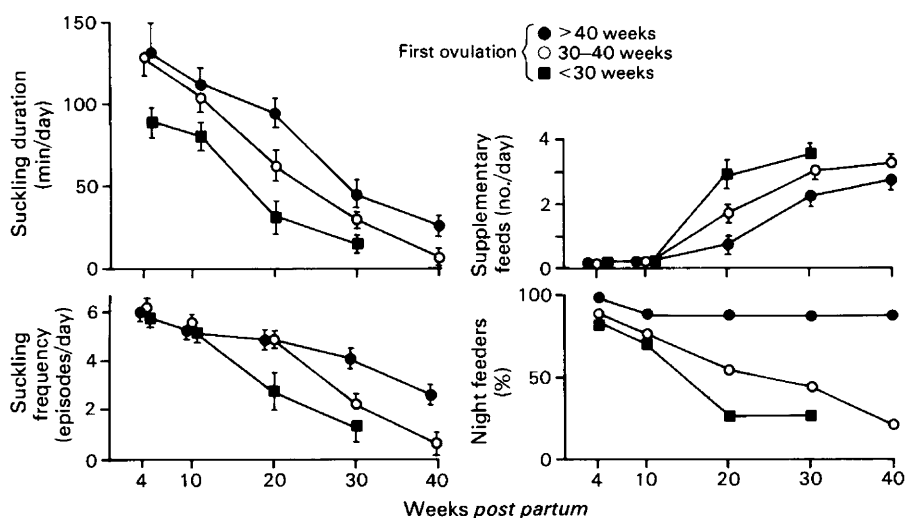 First ovulation
>40 weeks
30–40 weeks
<30 weeks
Suckling duration
(min/day)
150
100
50
0
Supplementary
feeds (no./day)
4
2
0
Suckling
frequency
(episodes/day)
6
4
2
0
4 10 20 30 40
Night feeders
(%)
100
50
0
4 10 20 30 40
Weeks post partum